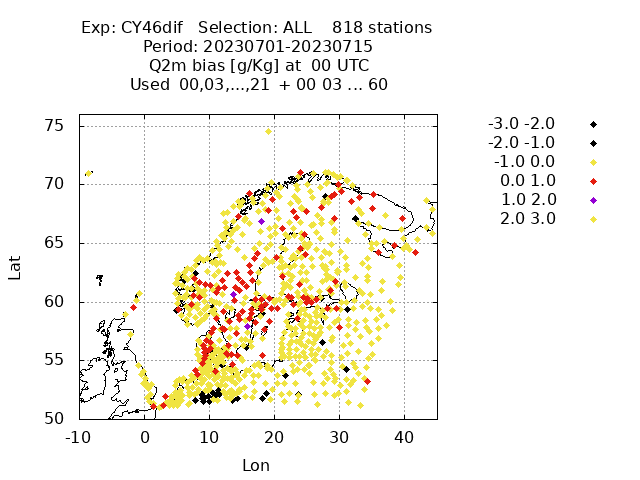 Exp: CY46dif   Selection: ALL    818 stations
Period: 20230701-20230715
Q2m bias [g/Kg] at  00 UTC
Used  00,03,...,21  + 00 03 ... 60
75
70
65
60
55
50
-10 0 10 20 30 40
Lat
Lon
-3.0 -2.0
-2.0 -1.0
-1.0 0.0
0.0 1.0
1.0 2.0
2.0 3.0